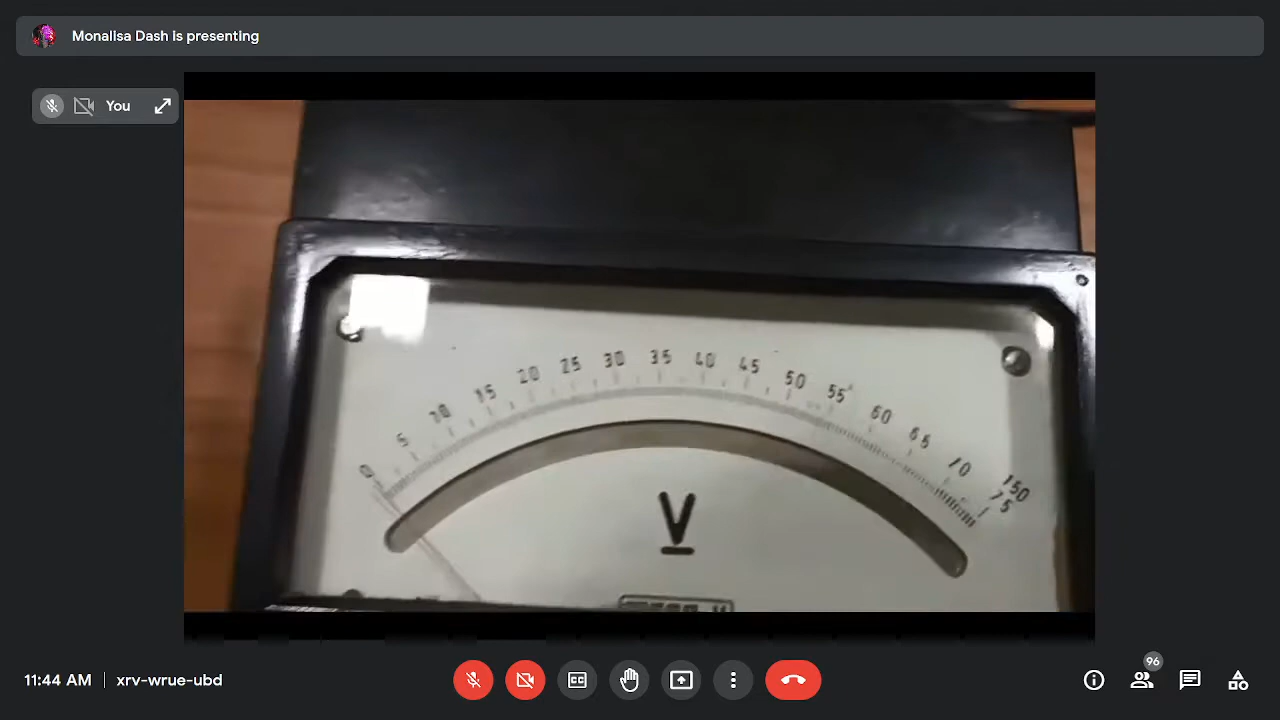 Monalisa Dash is presenting
You
0 5 10 15 20 25 30 35 40 45 50 55 60 65 70 75
150
V
11:44 AM | xrv-wrue-ubd
CC
96